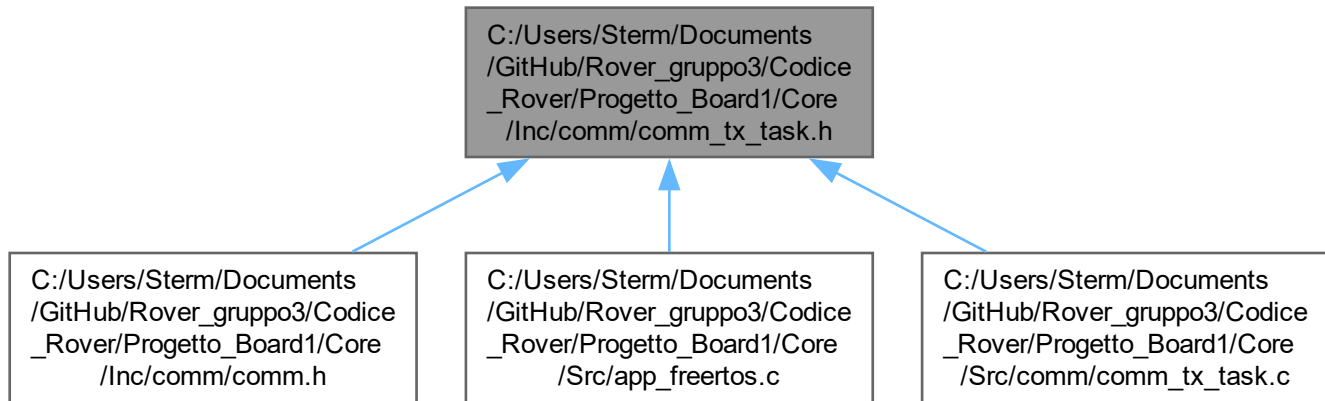 C:/Users/Sterm/Documents
/GitHub/Rover_gruppo3/Codice
_Rover/Progetto_Board1/Core
/Inc/comm/comm_tx_task.h
C:/Users/Sterm/Documents
/GitHub/Rover_gruppo3/Codice
_Rover/Progetto_Board1/Core
/Inc/comm/comm.h
C:/Users/Sterm/Documents
/GitHub/Rover_gruppo3/Codice
_Rover/Progetto_Board1/Core
/Src/app_freertos.c
C:/Users/Sterm/Documents
/GitHub/Rover_gruppo3/Codice
_Rover/Progetto_Board1/Core
/Src/comm/comm_tx_task.c